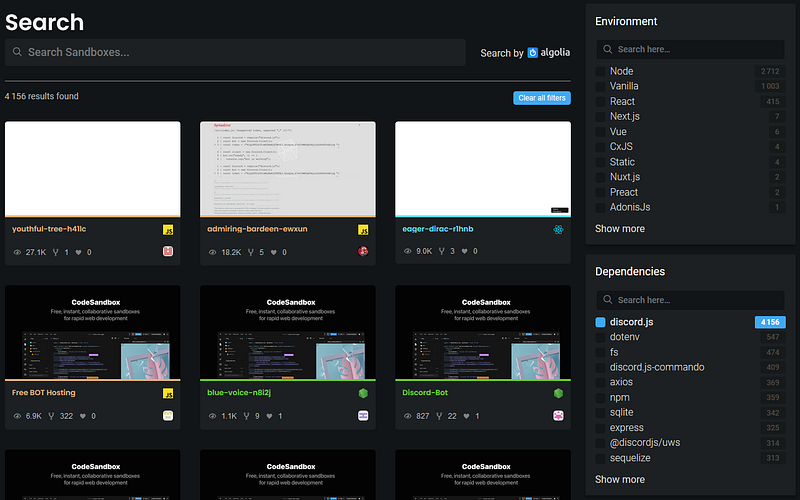 Search
Search Sandboxes...
Search by algolia
4 156 results found
Clear all filters
youthful-tree-h41lc
JS
27.1K 1 0
SyntaxError
admiring-bardeen-ewxun
JS
18.2K 5 0
eager-dirac-r1hnb
9.0K 3 0
CodeSandbox
Free, instant, collaborative sandboxes
for rapid web development
Free BOT Hosting
JS
6.9K 322 0
CodeSandbox
Free, instant, collaborative sandboxes
for rapid web development
blue-voice-n8l2j
1.1K 9 1
CodeSandbox
Free, instant, collaborative sandboxes
for rapid web development
Discord-Bot
827 22 1
CodeSandbox
Free, instant, collaborative sandboxes
for rapid web development
CodeSandbox
Free, instant, collaborative sandboxes
for rapid web development
CodeSandbox
Free, instant, collaborative sandboxes
for rapid web development
Environment
Search here...
Node 2 712
Vanilla 1 003
React 415
Next.js 7
Vue 6
CxJS 4
Static 4
Nuxt.js 2
Preact 2
AdonisJs 1
Show more
Dependencies
Search here...
discord.js 4 156
dotenv 547
fs 474
discord.js-commando 409
axios 369
npm 359
sqlite 342
express 325
@discordjs/uws 314
sequelize 313
Show more